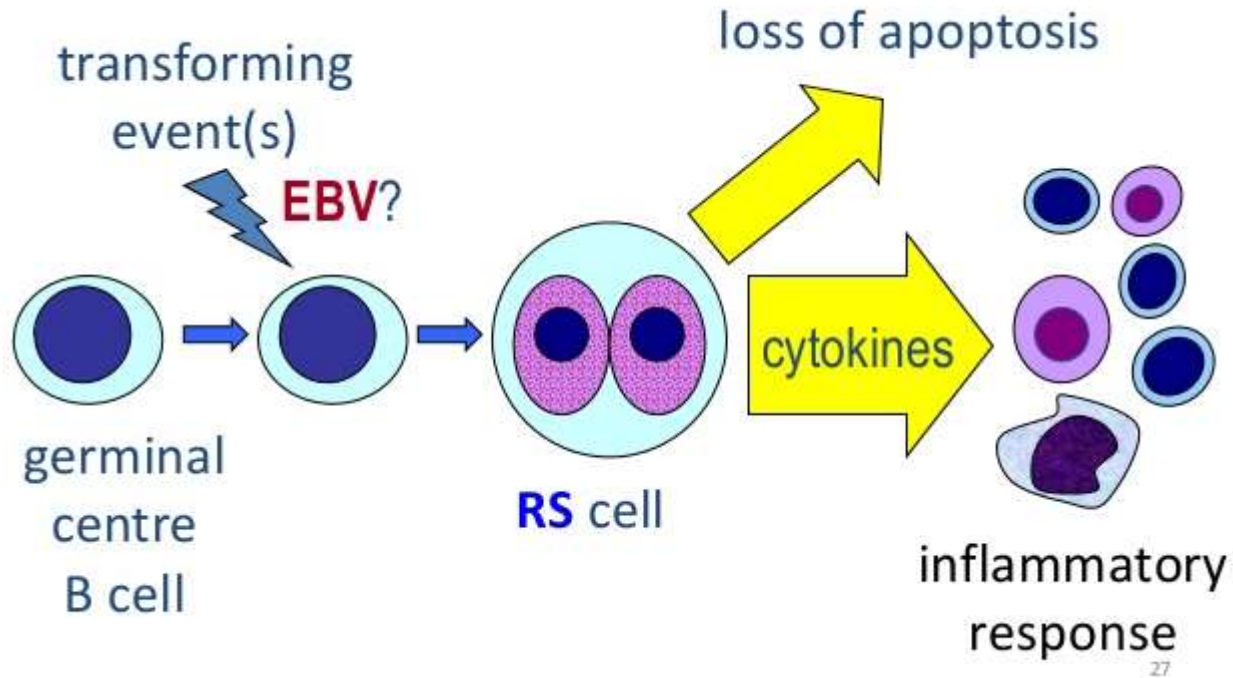 transforming
event(s)
EBV?
loss of apoptosis
germinal
centre
B cell
RS cell
cytokines
inflammatory
response
27